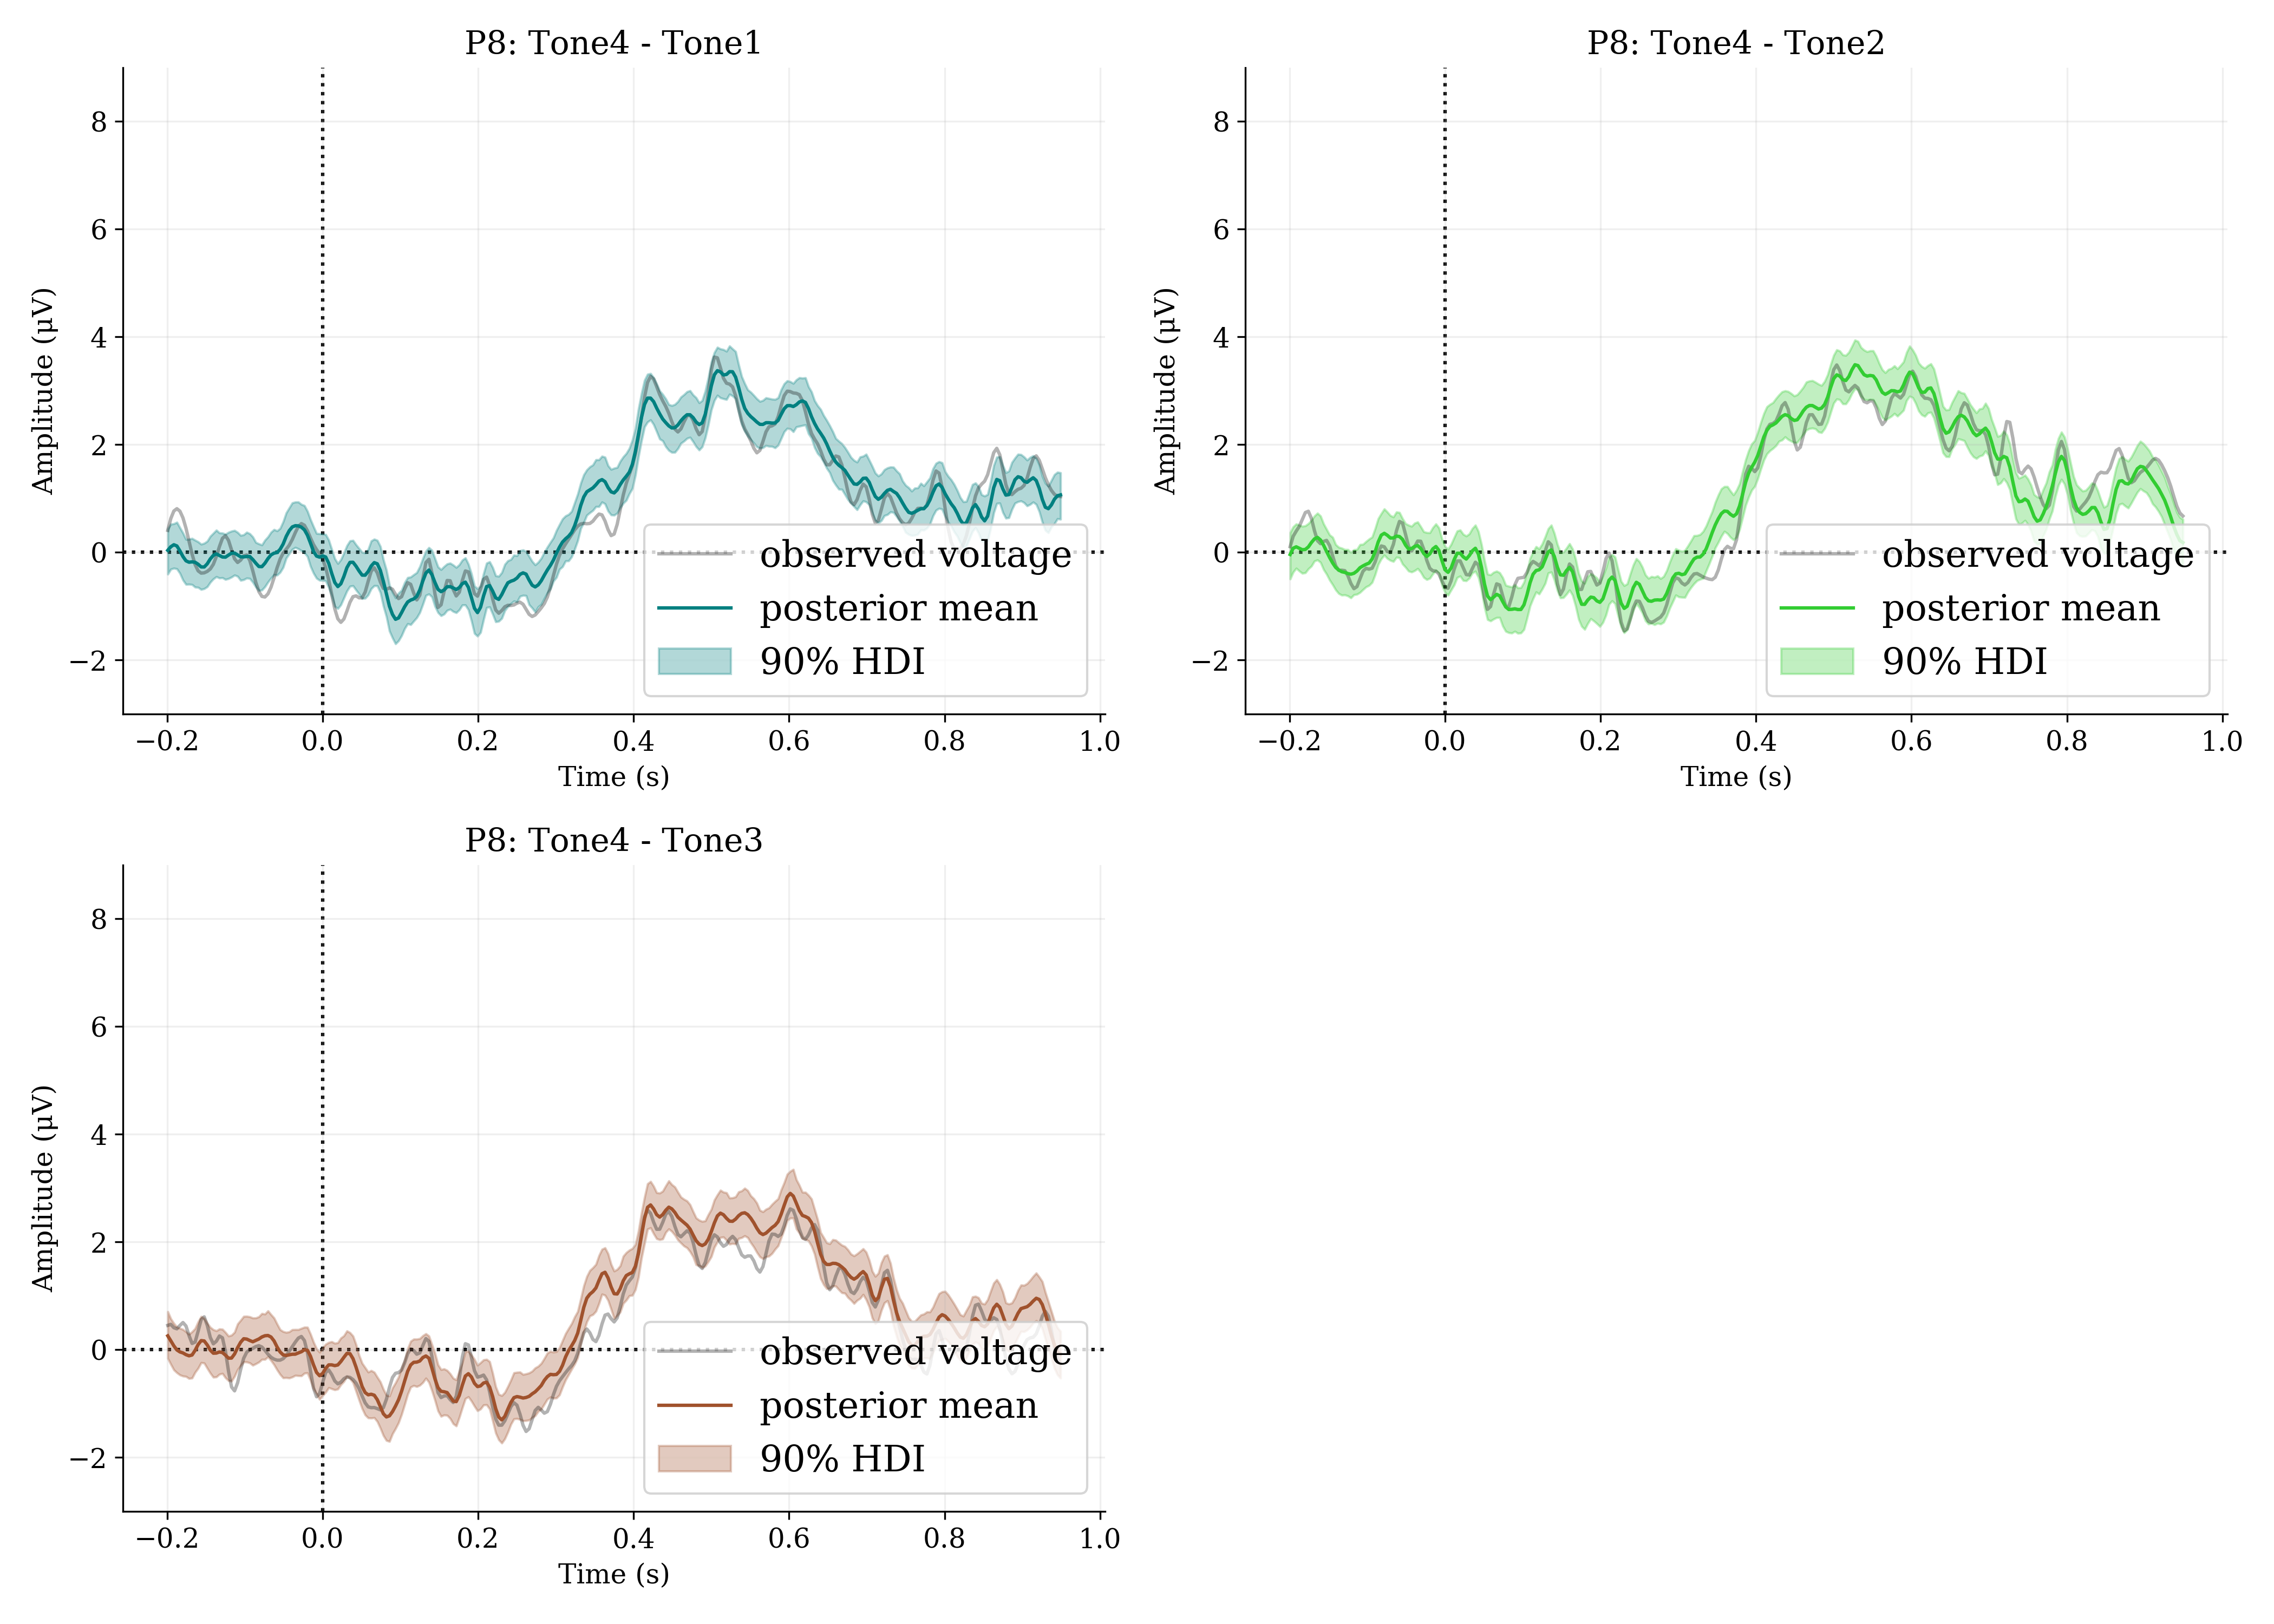 P8: Tone4 - Tone1
Amplitude (µV)
8
6
4
2
0
−2
observed voltage
posterior mean
90% HDI
−0.2 0.0 0.2 0.4 0.6 0.8 1.0
Time (s)
P8: Tone4 - Tone2
Amplitude (µV)
8
6
4
2
0
−2
observed voltage
posterior mean
90% HDI
−0.2 0.0 0.2 0.4 0.6 0.8 1.0
Time (s)
P8: Tone4 - Tone3
Amplitude (µV)
8
6
4
2
0
−2
observed voltage
posterior mean
90% HDI
−0.2 0.0 0.2 0.4 0.6 0.8 1.0
Time (s)